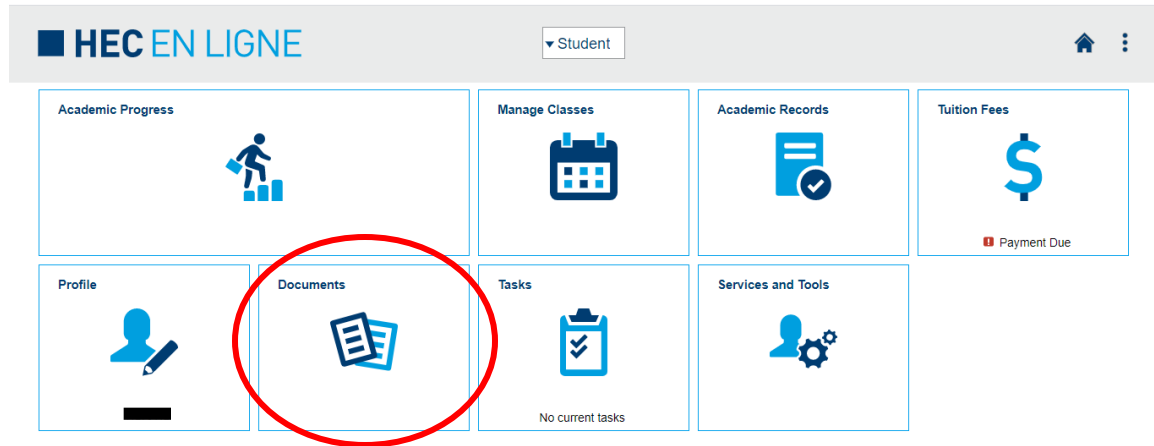 HEC EN LIGNE
▾ Student
Academic Progress
Manage Classes
Academic Records
Tuition Fees
Payment Due
Profile
Documents
Tasks
Services and Tools
No current tasks